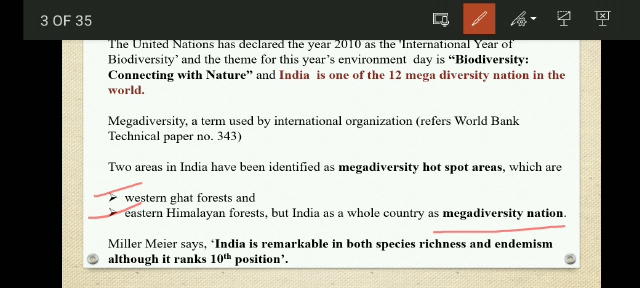 3 OF 35
The United Nations has declared the year 2010 as the 'International Year of
Biodiversity' and the theme for this year's environment day is “Biodiversity:
Connecting with Nature” and India is one of the 12 mega diversity nation in the
world.
Megadiversity, a term used by international organization (refers World Bank
Technical paper no. 343)
Two areas in India have been identified as megadiversity hot spot areas, which are
➤ western ghat forests and
➤ eastern Himalayan forests, but India as a whole country as megadiversity nation.
Miller Meier says, ‘India is remarkable in both species richness and endemism
although it ranks 10th position’.